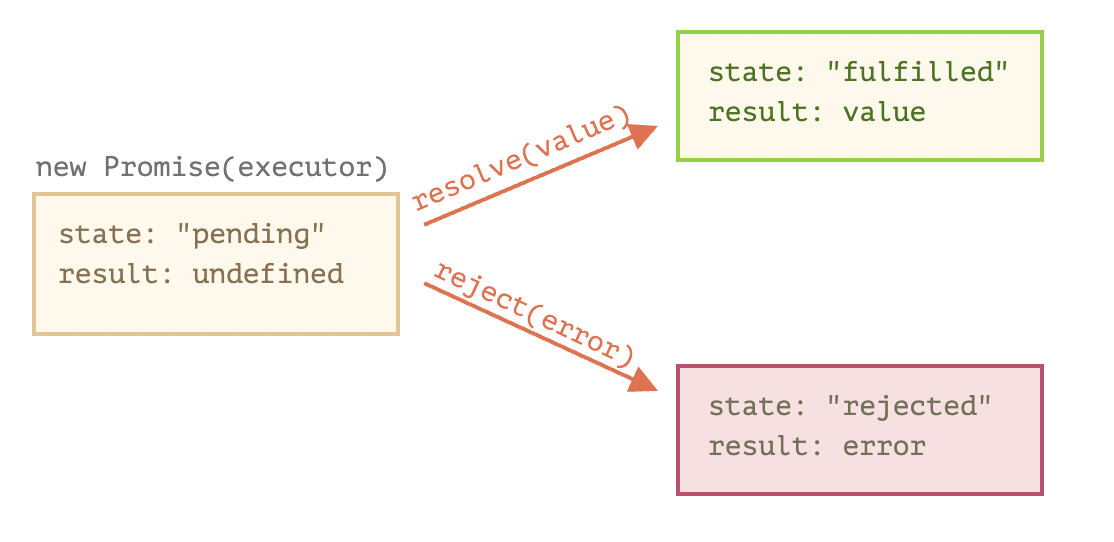 new Promise(executor)
state: "pending"
result: undefined
resolve(value)
reject(error)
state: "fulfilled"
result: value
state: "rejected"
result: error